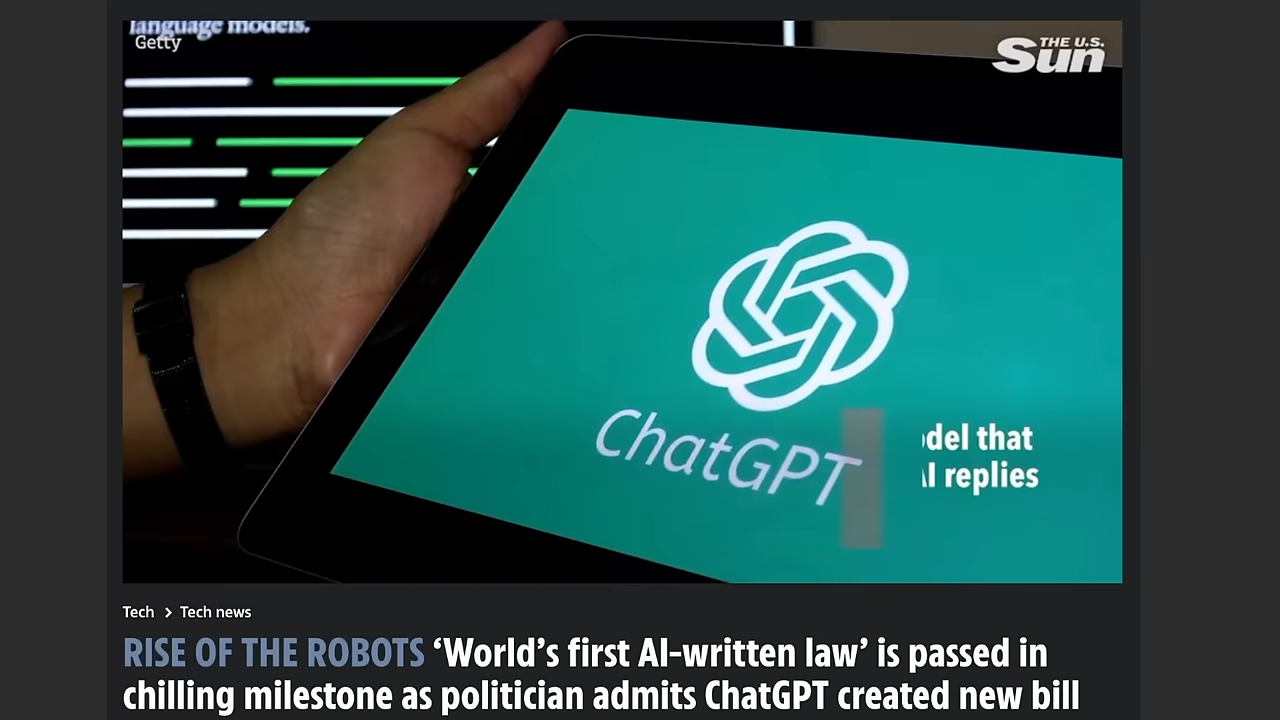 language models.
Getty
THE U.S.
Sun
ChatGPT
del that
AI replies
Tech > Tech news
RISE OF THE ROBOTS ‘World’s first AI-written law’ is passed in
chilling milestone as politician admits ChatGPT created new bill